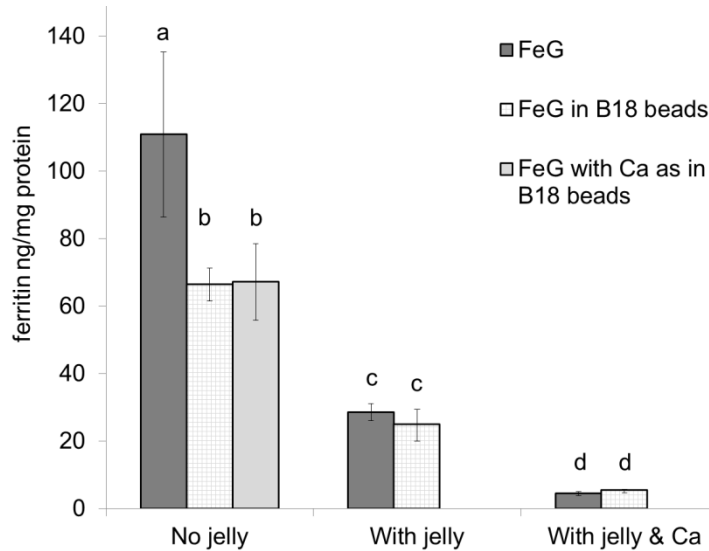 140
120
100
80
60
40
20
0
ferritin ng/mg protein
a
b b
c c
d d
FeG
FeG in B18 beads
FeG with Ca as in
B18 beads
No jelly With jelly With jelly & Ca